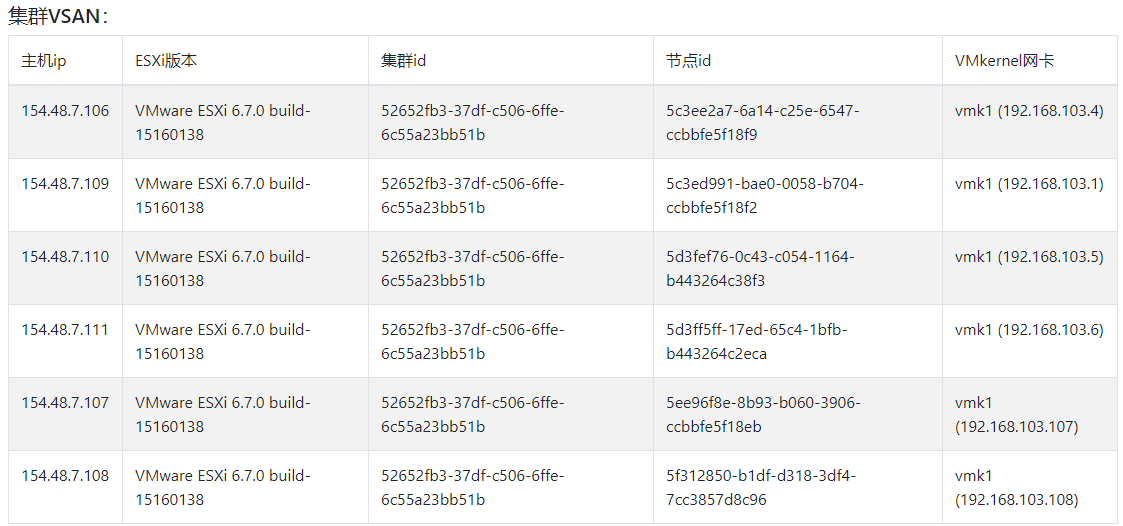 集群VSAN：
主机ip ESXi版本 集群id 节点id VMkernel网卡
154.48.7.106 VMware ESXi 6.7.0 build- 52652fb3-37df-c506-6ffe- 5c3ee2a7-6a14-c25e-6547- vmk1 (192.168.103.4)
15160138 6c55a23bb51b ccbbfe5f18f9
154.48.7.109 VMware ESXi 6.7.0 build- 52652fb3-37df-c506-6ffe- 5c3ed991-bae0-0058-b704- vmk1 (192.168.103.1)
15160138 6c55a23bb51b ccbbfe5f18f2
154.48.7.110 VMware ESXi 6.7.0 build- 52652fb3-37df-c506-6ffe- 5d3fef76-0c43-c054-1164- vmk1 (192.168.103.5)
15160138 6c55a23bb51b b443264c38f3
154.48.7.111 VMware ESXi 6.7.0 build- 52652fb3-37df-c506-6ffe- 5d3ff5ff-17ed-65c4-1bfb- vmk1 (192.168.103.6)
15160138 6c55a23bb51b b443264c2eca
154.48.7.107 VMware ESXi 6.7.0 build- 52652fb3-37df-c506-6ffe- 5ee96f8e-8b93-b060-3906- vmk1
15160138 6c55a23bb51b ccbbfe5f18eb (192.168.103.107)
154.48.7.108 VMware ESXi 6.7.0 build- 52652fb3-37df-c506-6ffe- 5f312850-b1df-d318-3df4- vmk1
15160138 6c55a23bb51b 7cc3857d8c96 (192.168.103.108)